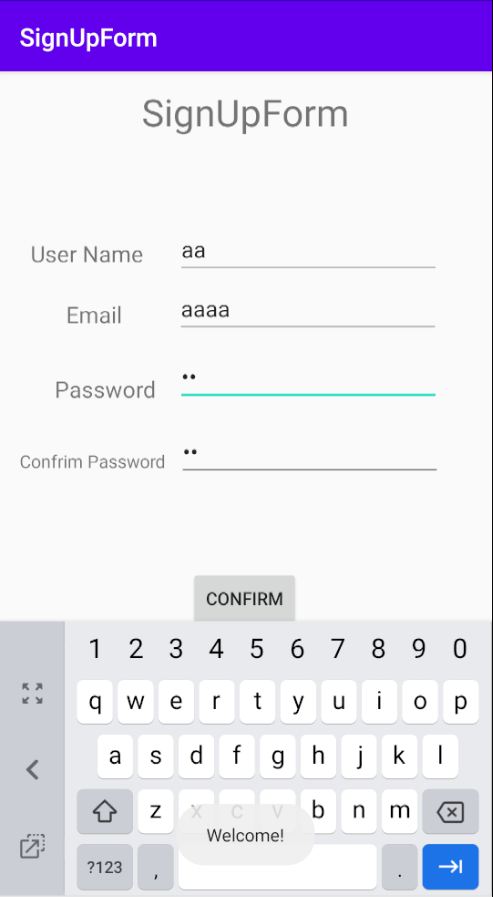 SignUpForm
SignUpForm
User Name aa
Email aaaa
Password ••
Confrim Password ••
CONFIRM
1 2 3 4 5 6 7 8 9 0
q w e r t y u i o p
a s d f g h j k l
z x c v b n m
Welcome!
?123 , .